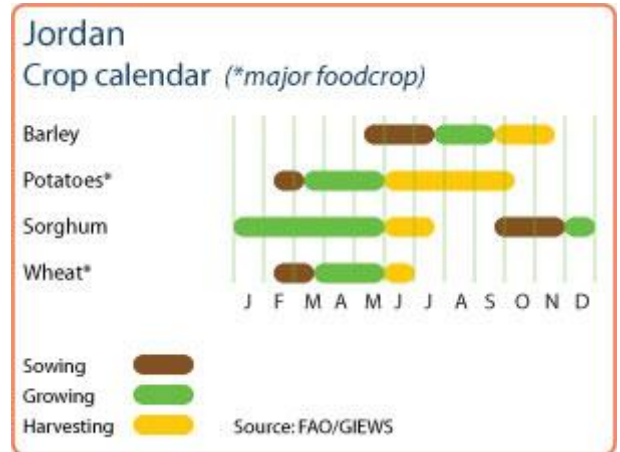 Jordan
Crop calendar (*major foodcrop)
Barley
Potatoes*
Sorghum
Wheat*
J F M A M J J A S O N D
Sowing
Growing
Harvesting
Source: FAO/GIEWS